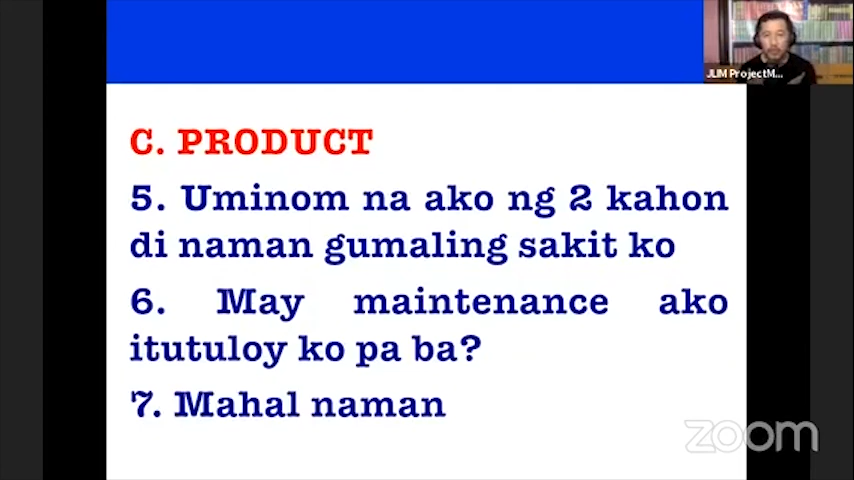 JLIM ProjectM...
C. PRODUCT
5. Uminom na ako ng 2 kahon
di naman gumaling sakit ko
6. May maintenance ako
itutuloy ko pa ba?
7. Mahal naman
zoom